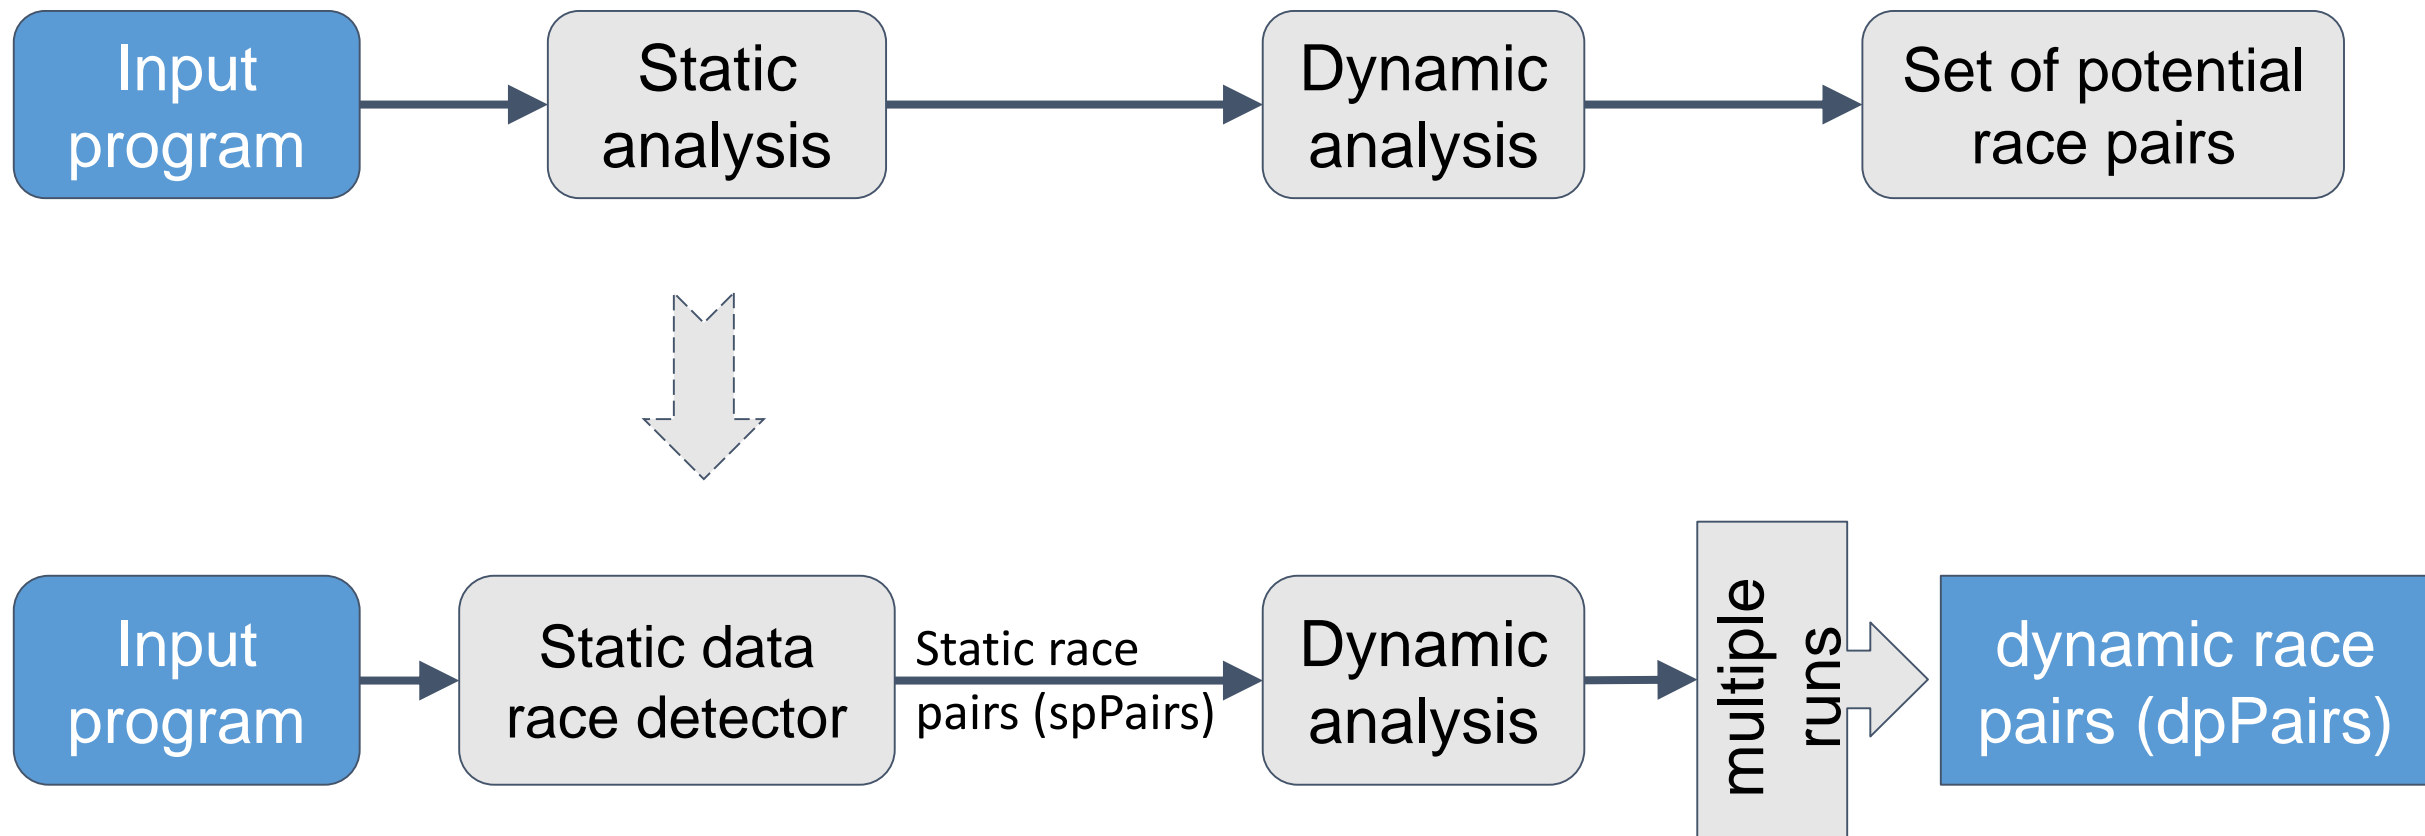 Input
program
Static
analysis
Dynamic
analysis
Set of potential
race pairs
Input
program
Static data
race detector
Static race
pairs (spPairs)
Dynamic
analysis
multiple
runs
dynamic race
pairs (dpPairs)